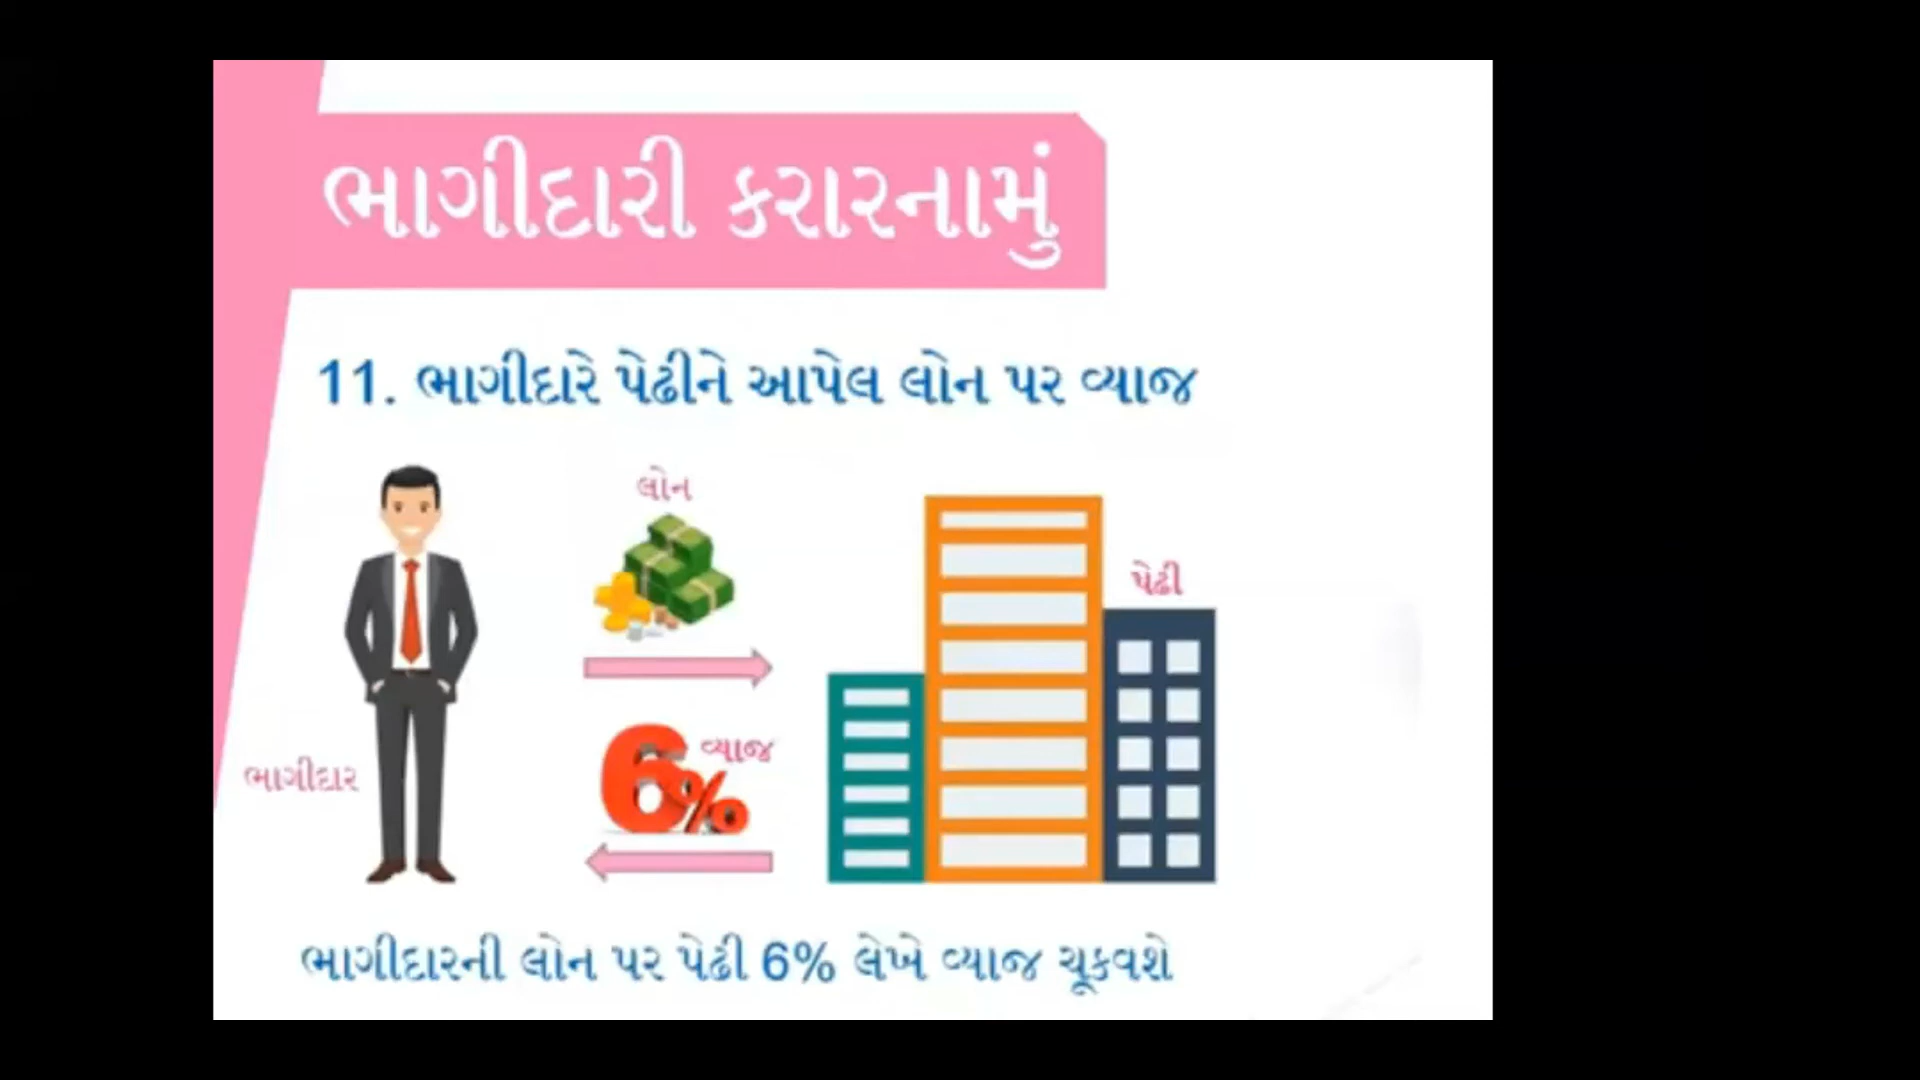 ભાગીદારી કરારનામું
11. ભાગીદારે પેઢીને આપેલ લોન પર વ્યાજ
લોન
પેઢી
6% વ્યાજ
ભાગીદાર
ભાગીદારની લોન પર પેઢી 6% લેખે વ્યાજ ચૂકવશે